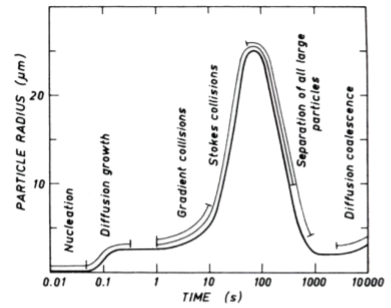 PARTICLE RADIUS (μm)
20
10
Nucleation
Diffusion growth
Gradient collisions
Stokes collisions
Separation of all large
particles
Diffusion coalescence
0.01 0.1 1 10 100 1000 10000
TIME (s)